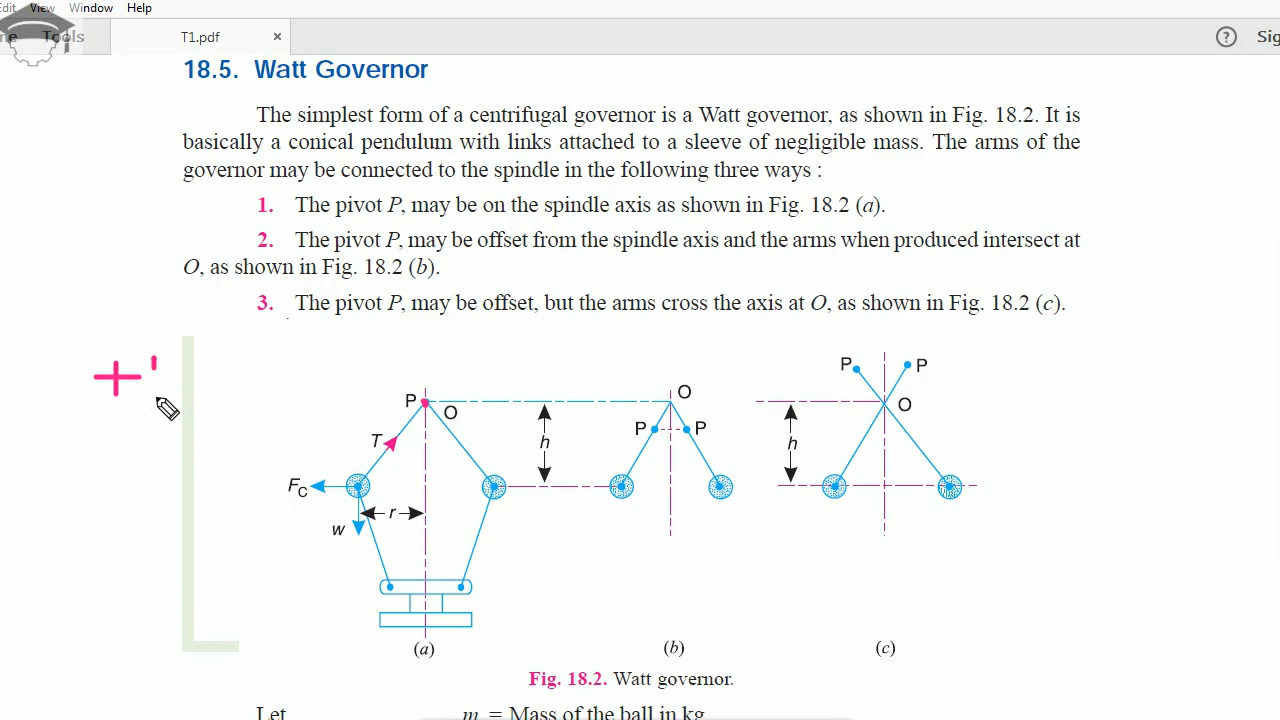 Edit View Window Help
me Tools T1.pdf × ? Sig
18.5. Watt Governor
The simplest form of a centrifugal governor is a Watt governor, as shown in Fig. 18.2. It is
basically a conical pendulum with links attached to a sleeve of negligible mass. The arms of the
governor may be connected to the spindle in the following three ways :
1. The pivot P, may be on the spindle axis as shown in Fig. 18.2 (a).
2. The pivot P, may be offset from the spindle axis and the arms when produced intersect at
O, as shown in Fig. 18.2 (b).
3. The pivot P, may be offset, but the arms cross the axis at O, as shown in Fig. 18.2 (c).
+'
P O T h FC r w
O P P
P P O h
(a) (b) (c)
Fig. 18.2. Watt governor.
Let m = Mass of the ball in kg